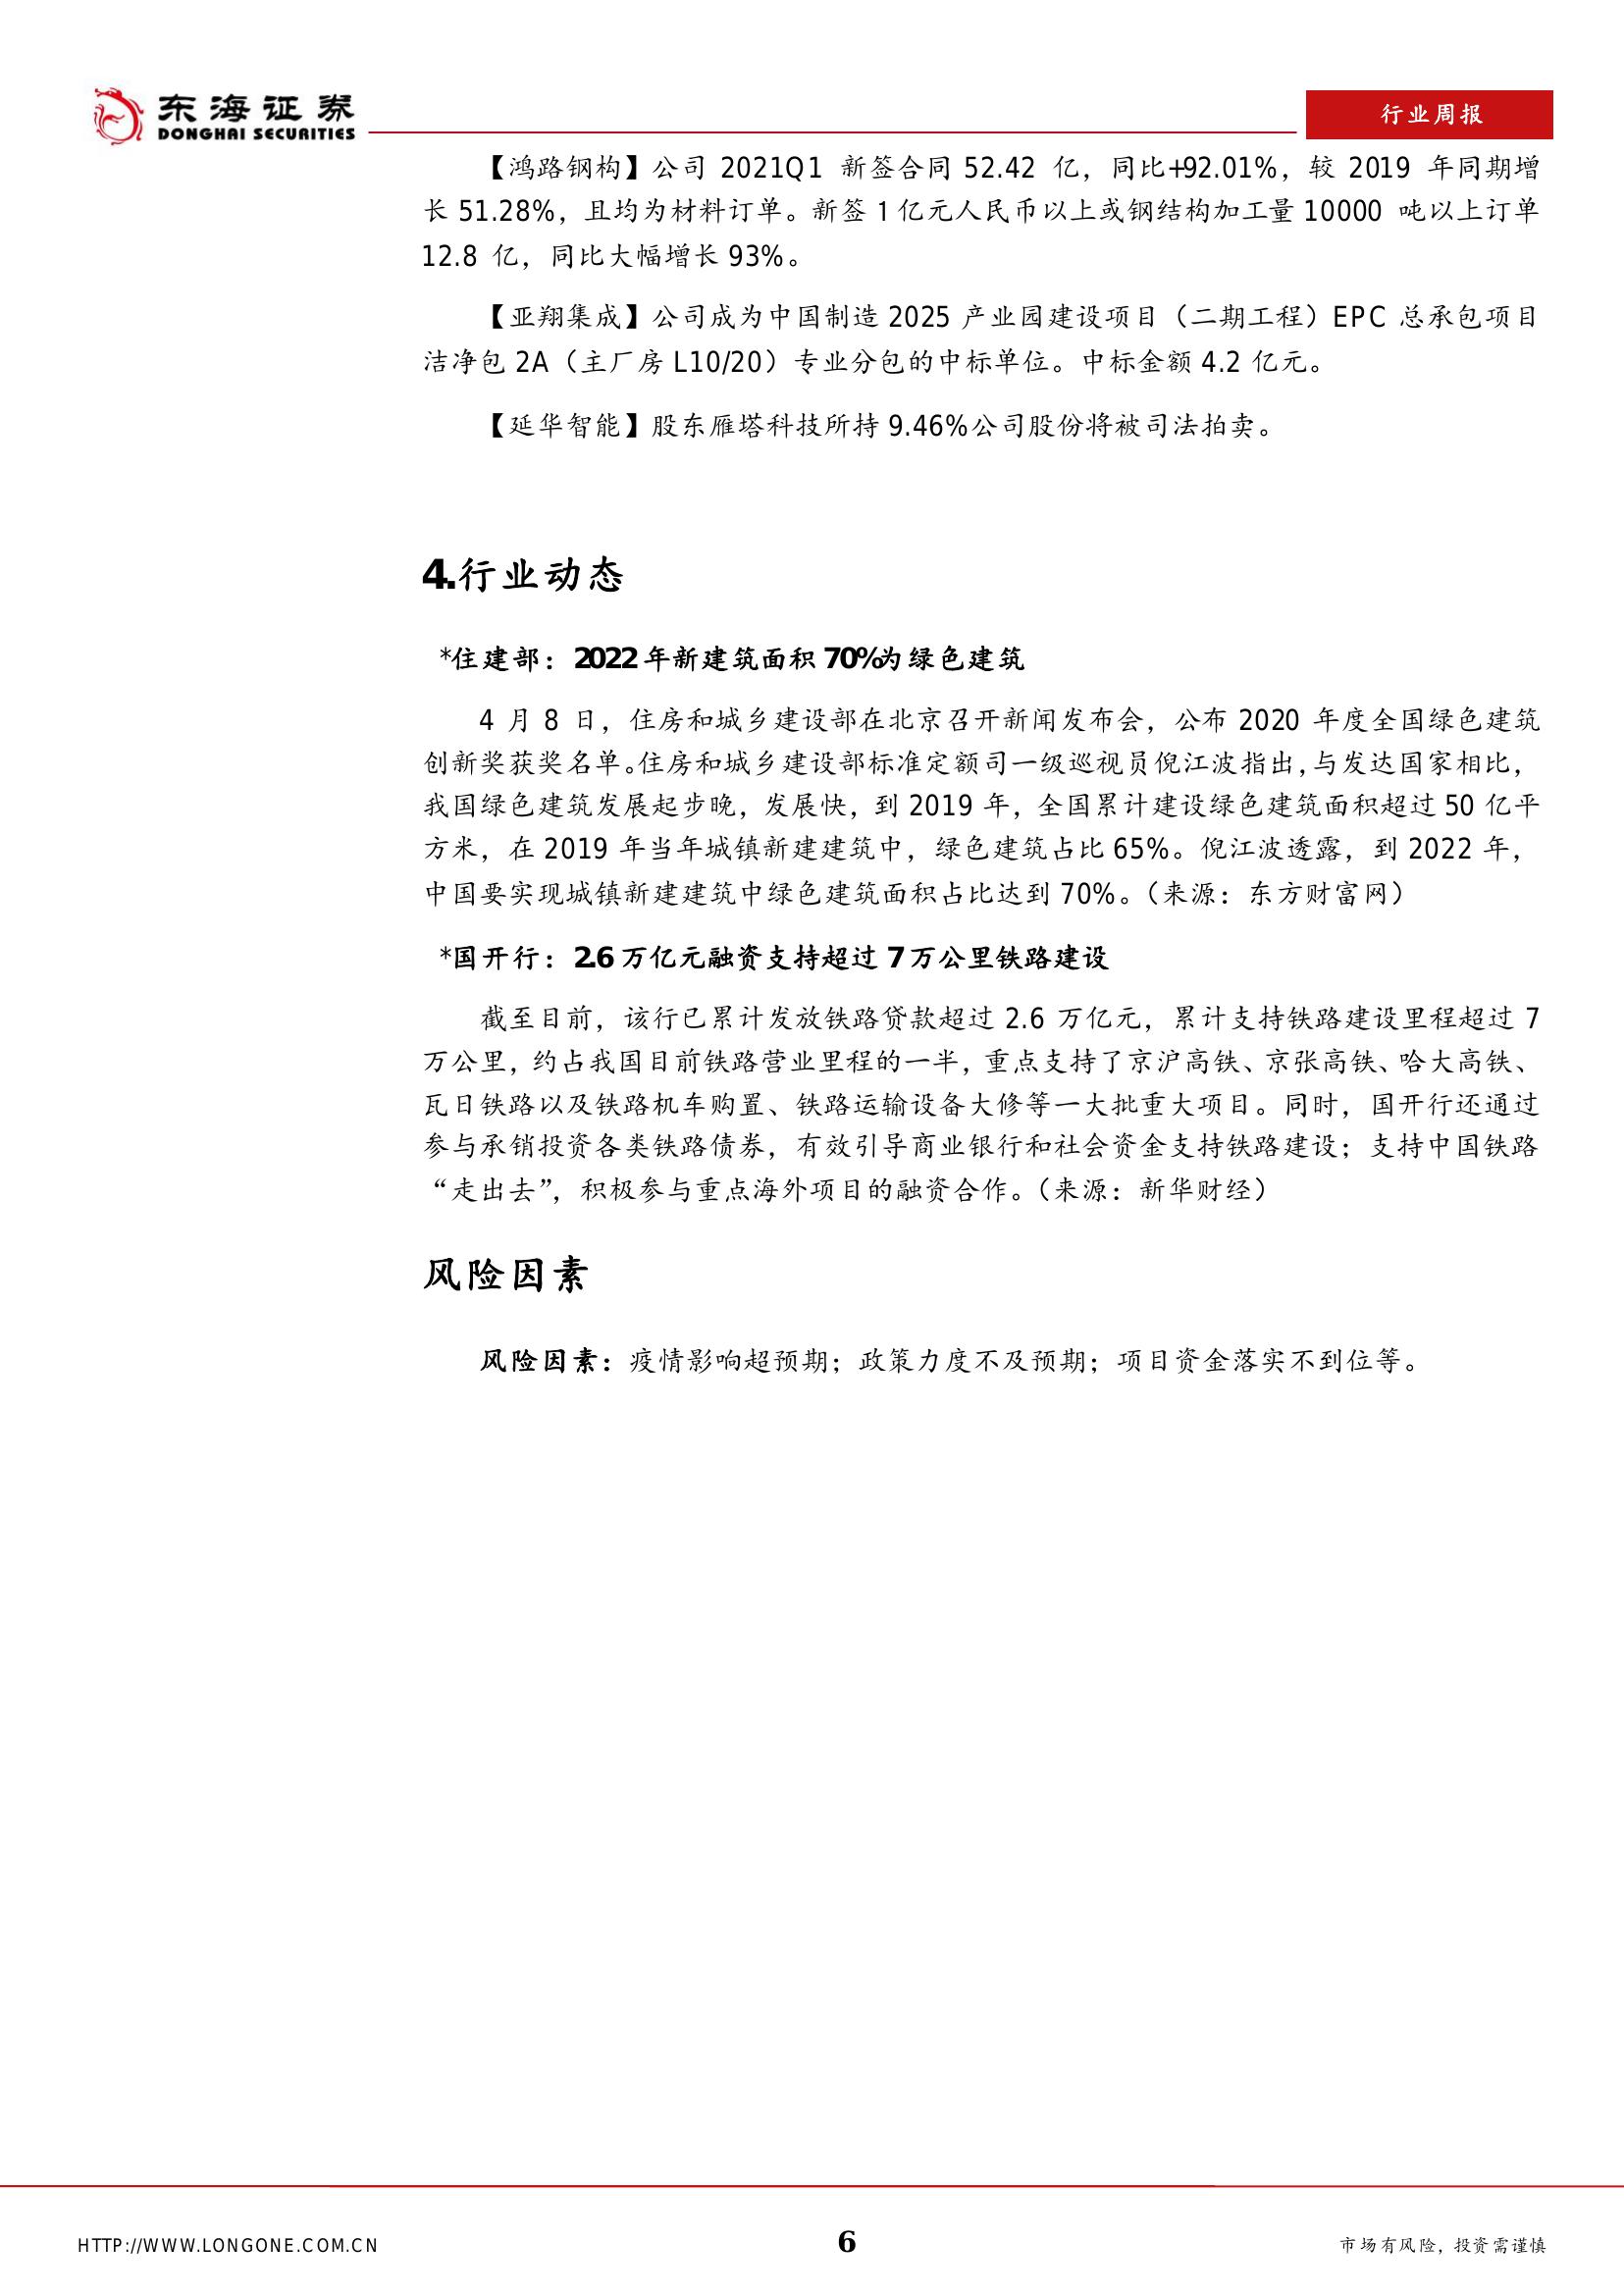 东海证券
DONGHAI SECURITIES
行业周报
【鸿路钢构】公司 2021Q1 新签合同 52.42 亿，同比+92.01%，较 2019 年同期增
长 51.28%，且均为材料订单。新签 1 亿元人民币以上或钢结构加工量 10000 吨以上订单
12.8 亿，同比大幅增长 93%。
【亚翔集成】公司成为中国制造 2025 产业园建设项目（二期工程）EPC 总承包项目
洁净包 2A（主厂房 L10/20）专业分包的中标单位。中标金额 4.2 亿元。
【延华智能】股东雁塔科技所持 9.46%公司股份将被司法拍卖。
4.行业动态
*住建部：2022 年新建筑面积 70%为绿色建筑
4 月 8 日，住房和城乡建设部在北京召开新闻发布会，公布 2020 年度全国绿色建筑
创新奖获奖名单。住房和城乡建设部标准定额司一级巡视员倪江波指出，与发达国家相比，
我国绿色建筑发展起步晚，发展快，到 2019 年，全国累计建设绿色建筑面积超过 50 亿平
方米，在 2019 年当年城镇新建建筑中，绿色建筑占比 65%。倪江波透露，到 2022 年，
中国要实现城镇新建建筑中绿色建筑面积占比达到 70%。（来源：东方财富网）
*国开行：2.6 万亿元融资支持超过 7 万公里铁路建设
截至目前，该行已累计发放铁路贷款超过 2.6 万亿元，累计支持铁路建设里程超过 7
万公里，约占我国目前铁路营业里程的一半，重点支持了京沪高铁、京张高铁、哈大高铁、
瓦日铁路以及铁路机车购置、铁路运输设备大修等一大批重大项目。同时，国开行还通过
参与承销投资各类铁路债券，有效引导商业银行和社会资金支持铁路建设；支持中国铁路
“走出去”，积极参与重点海外项目的融资合作。（来源：新华财经）
风险因素
风险因素：疫情影响超预期；政策力度不及预期；项目资金落实不到位等。
HTTP://WWW.LONGONE.COM.CN
6
市场有风险，投资需谨慎